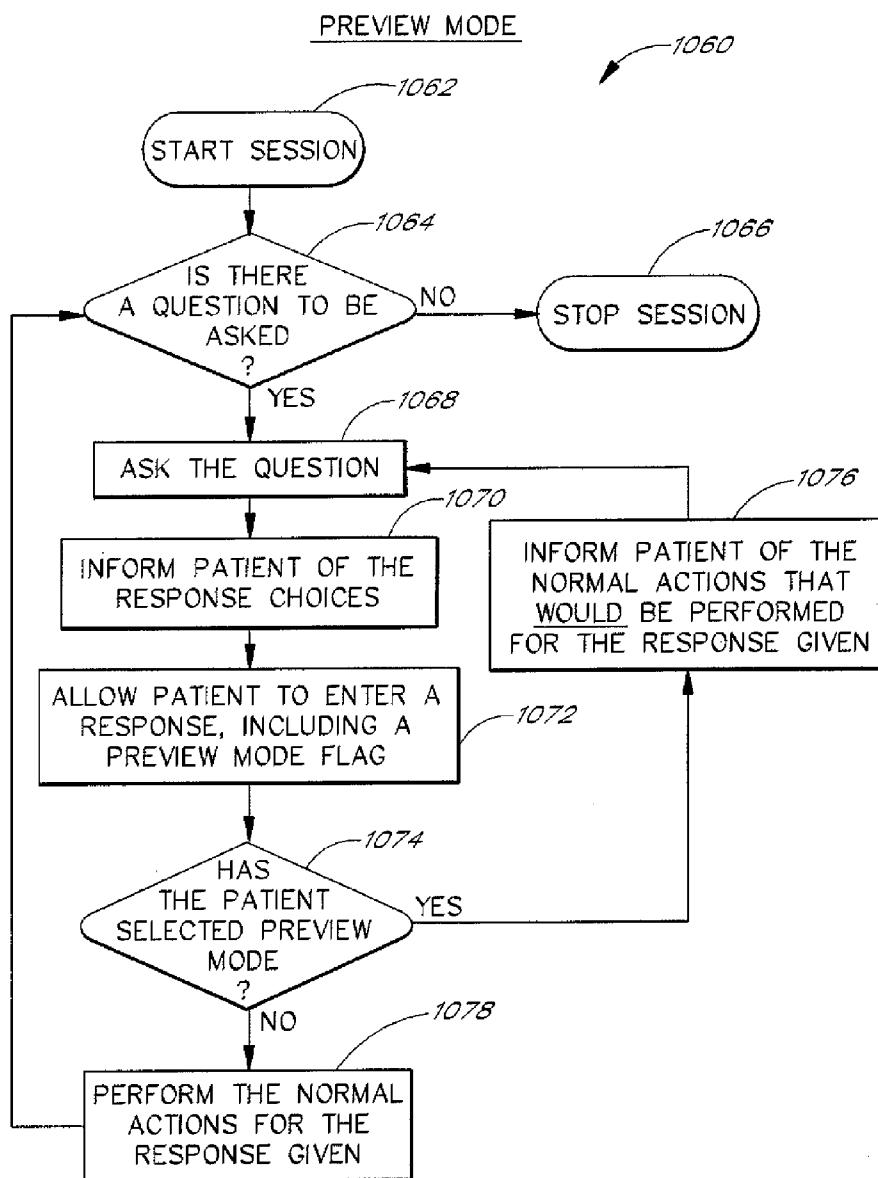 PREVIEW MODE
1060
1062
START SESSION
1064
IS THERE
A QUESTION TO BE
ASKED
?
NO
1066
STOP SESSION
YES
1068
ASK THE QUESTION
1070
INFORM PATIENT OF THE
RESPONSE CHOICES
1076
INFORM PATIENT OF THE
NORMAL ACTIONS THAT
WOULD BE PERFORMED
FOR THE RESPONSE GIVEN
ALLOW PATIENT TO ENTER A
RESPONSE, INCLUDING A
PREVIEW MODE FLAG
1072
1074
HAS
THE PATIENT
SELECTED PREVIEW
MODE
?
YES
NO
1078
PERFORM THE NORMAL
ACTIONS FOR THE
RESPONSE GIVEN